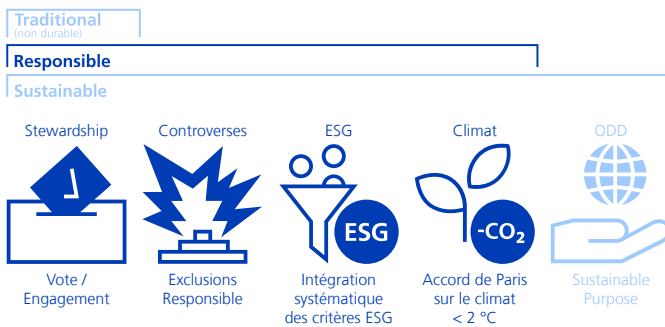 Traditional
(non durable)
Responsible
Sustainable
Stewardship
Controverses
ESG
Climat
ODD
ESG
-CO₂
Vote /
Engagement
Exclusions
Responsible
Intégration
systématique
des critères ESG
Accord de Paris
sur le climat
< 2 °C
Sustainable
Purpose